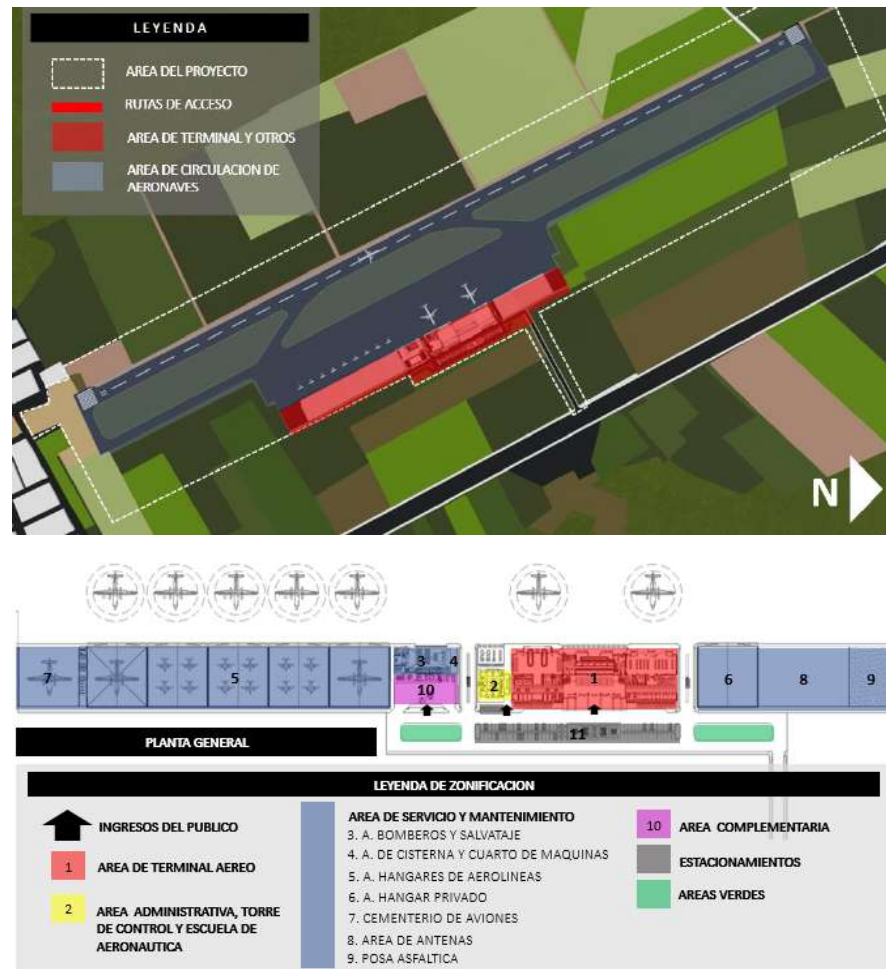 LEYENDA
AREA DEL PROYECTO
RUTAS DE ACCESO
AREA DE TERMINAL Y OTROS
AREA DE CIRCULACION DE
AERONAVES
N
7
5
3
4
10
2
1
6
8
9
11
PLANTA GENERAL
LEYENDA DE ZONIFICACION
INGRESOS DEL PUBLICO
1 AREA DE TERMINAL AEREO
2 AREA ADMINISTRATIVA, TORRE
DE CONTROL Y ESCUELA DE
AERONAUTICA
AREA DE SERVICIO Y MANTENIMIENTO
3. A. BOMBEROS Y SALVATAJE
4. A. DE CISTERNA Y CUARTO DE MAQUINAS
5. A. HANGARES DE AEROLINEAS
6. A. HANGAR PRIVADO
7. CEMENTERIO DE AVIONES
8. AREA DE ANTENAS
9. POSA ASFALTICA
10 AREA COMPLEMENTARIA
ESTACIONAMIENTOS
AREAS VERDES